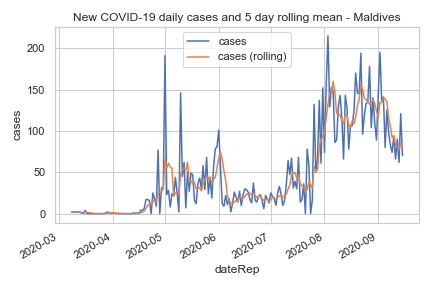 New COVID-19 daily cases and 5 day rolling mean - Maldives
cases
cases (rolling)
200
150
100
50
0
cases
2020-03
2020-04
2020-05
2020-06
2020-07
2020-08
2020-09
dateRep